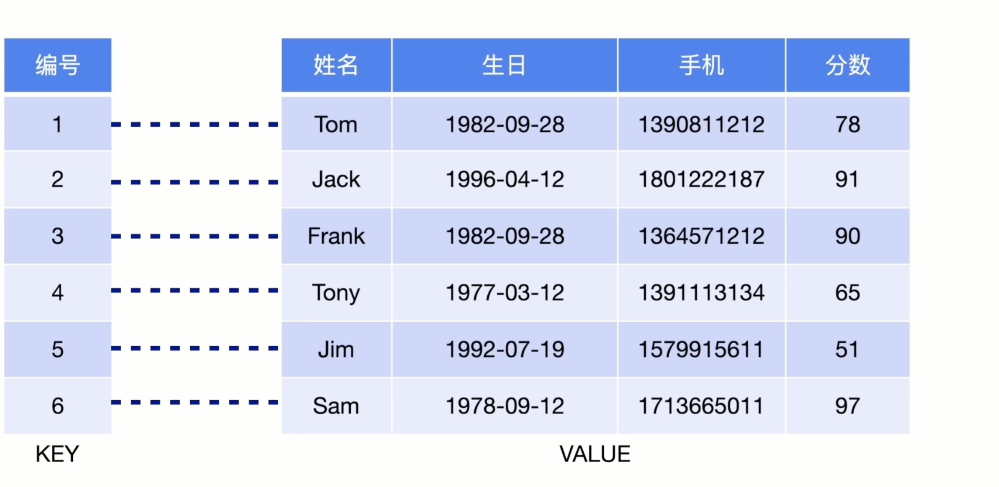 编号 姓名 生日 手机 分数
1 Tom 1982-09-28 1390811212 78
2 Jack 1996-04-12 1801222187 91
3 Frank 1982-09-28 1364571212 90
4 Tony 1977-03-12 1391113134 65
5 Jim 1992-07-19 1579915611 51
6 Sam 1978-09-12 1713665011 97
KEY VALUE